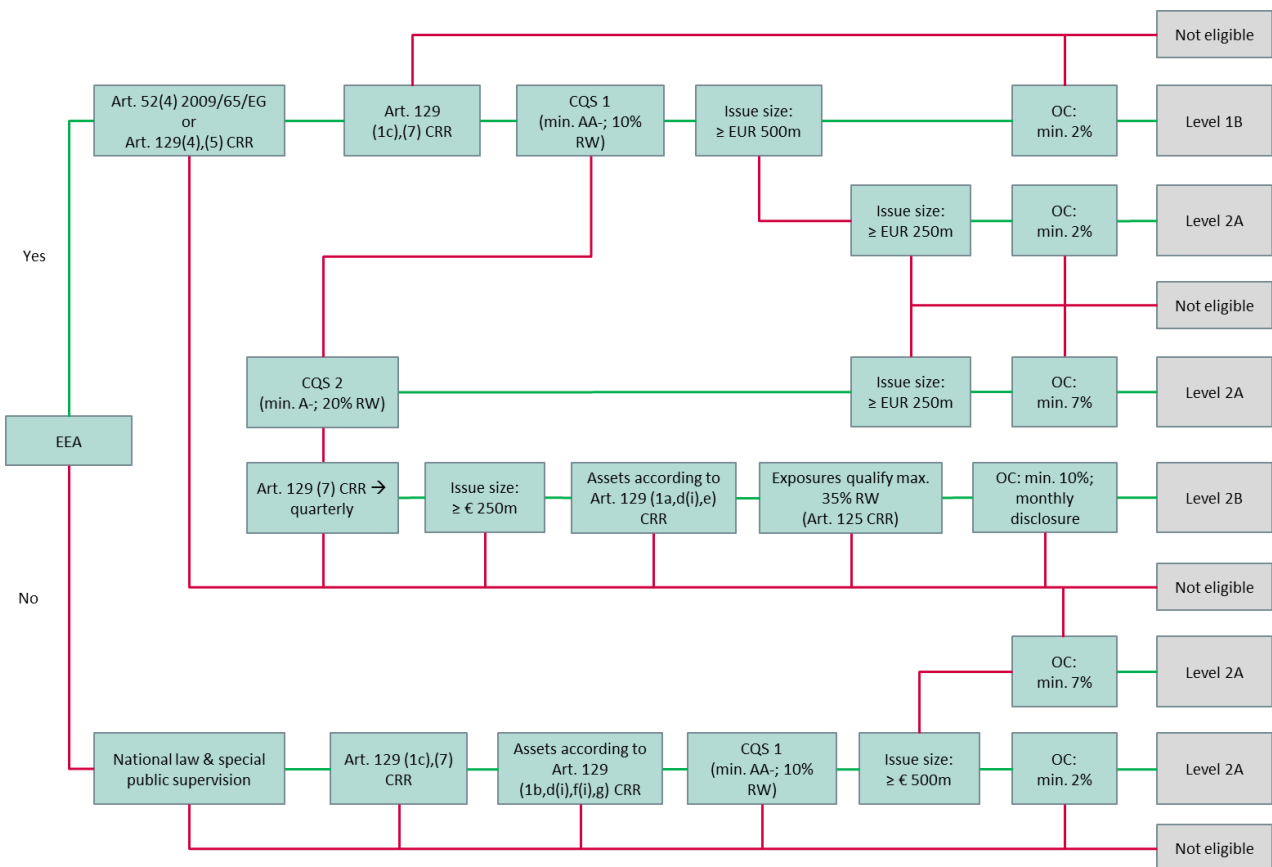 Not eligible
Art. 52(4) 2009/65/EG
or
Art. 129(4),(5) CRR
Art. 129
(1c),(7) CRR
CQS 1
(min. AA-; 10%
RW)
Issue size:
≥ EUR 500m
OC:
min. 2%
Level 1B
Issue size:
≥ EUR 250m
OC:
min. 2%
Level 2A
Yes
Not eligible
CQS 2
(min. A-; 20% RW)
Issue size:
≥ EUR 250m
OC:
min. 7%
Level 2A
EEA
Art. 129 (7) CRR →
quarterly
Issue size:
≥ € 250m
Assets according to
Art. 129 (1a,d(i),e)
CRR
Exposures qualify max.
35% RW
(Art. 125 CRR)
OC: min. 10%;
monthly
disclosure
Level 2B
Not eligible
No
OC:
min. 7%
Level 2A
National law & special
public supervision
Art. 129 (1c),(7)
CRR
Assets according to
Art. 129
(1b,d(i),f(i),g) CRR
CQS 1
(min. AA-; 10%
RW)
Issue size:
≥ € 500m
OC:
min. 2%
Level 2A
Not eligible